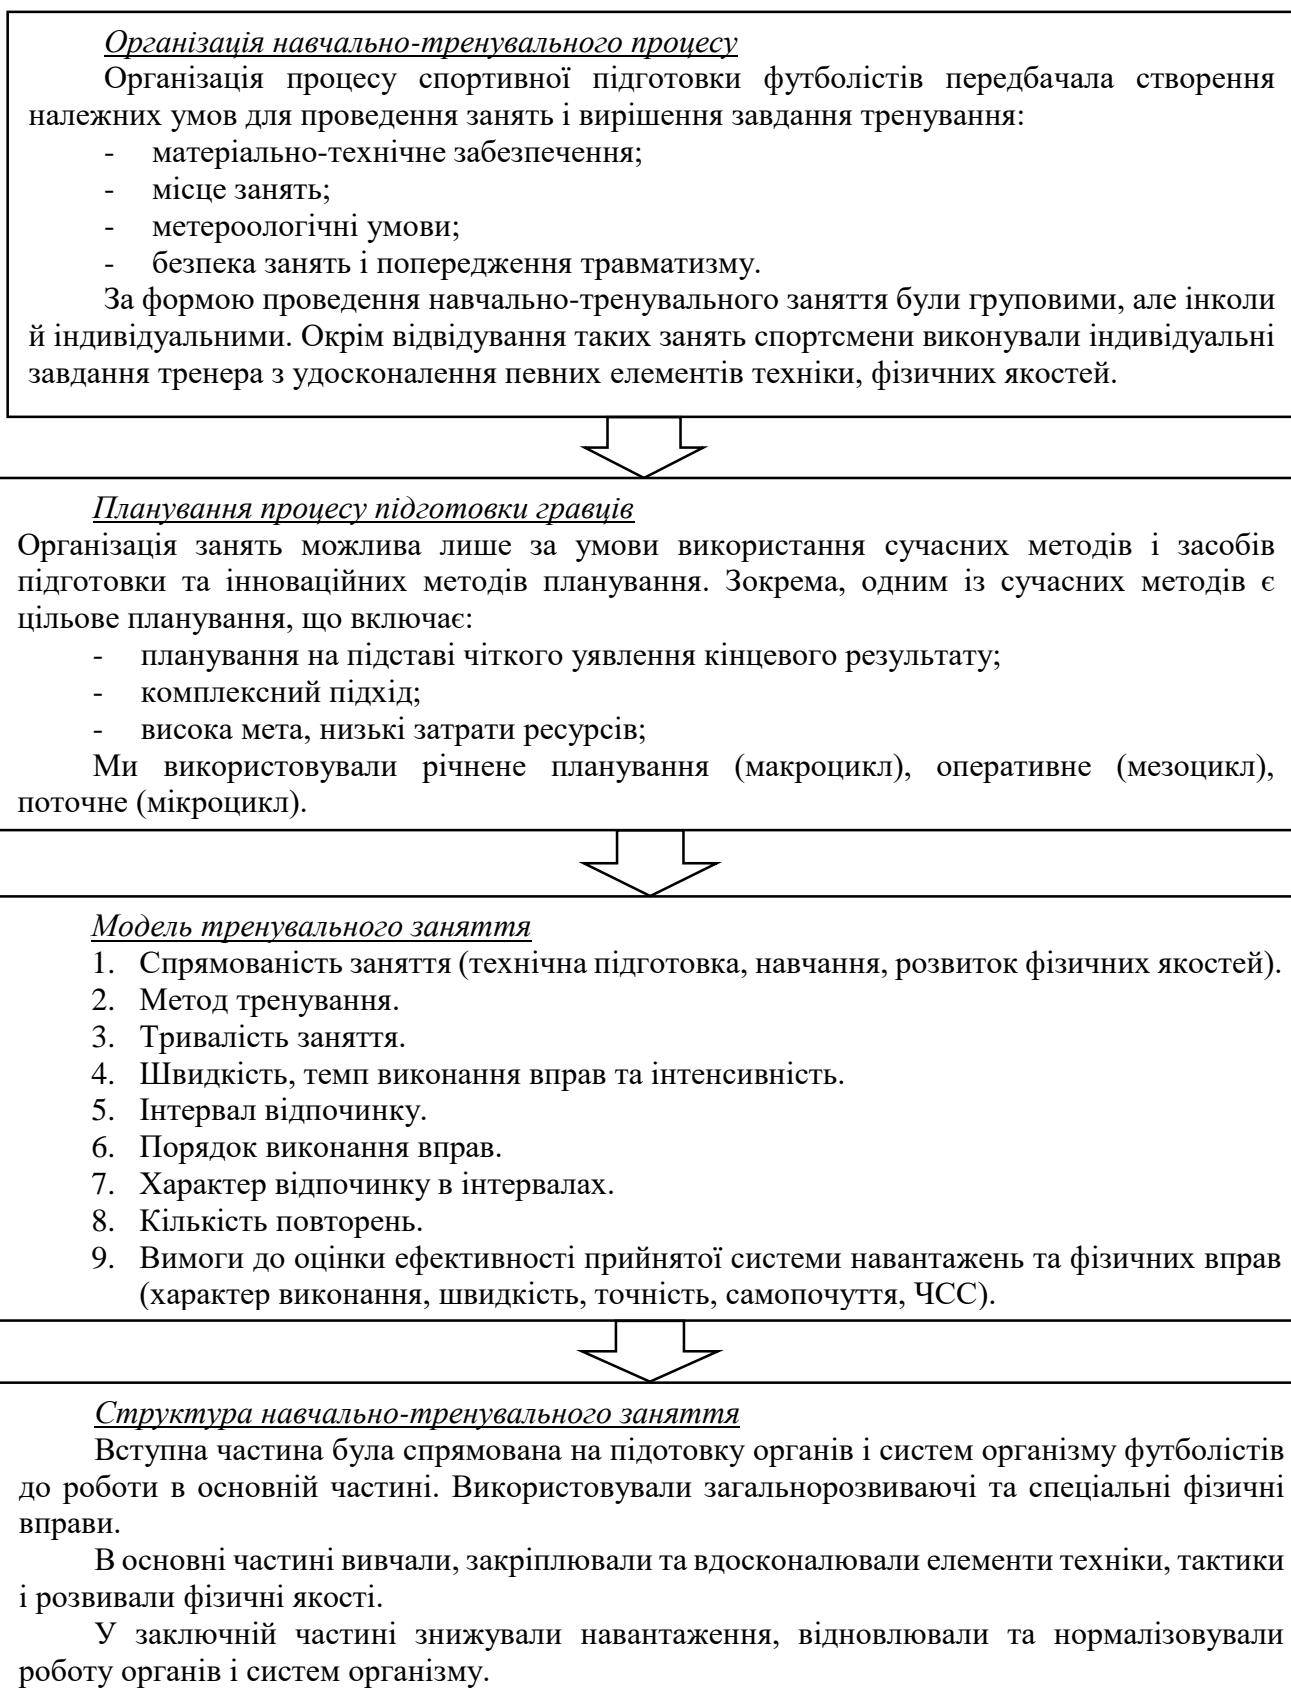 Організація навчально-тренувального процесу
Організація процесу спортивної підготовки футболістів передбачала створення
належних умов для проведення занять і вирішення завдання тренування:
- матеріально-технічне забезпечення;
- місце занять;
- метероологічні умови;
- безпека занять і попередження травматизму.
За формою проведення навчально-тренувального заняття були груповими, але інколи
й індивідуальними. Окрім відвідування таких занять спортсмени виконували індивідуальні
завдання тренера з удосконалення певних елементів техніки, фізичних якостей.
Планування процесу підготовки гравців
Організація занять можлива лише за умови використання сучасних методів і засобів
підготовки та інноваційних методів планування. Зокрема, одним із сучасних методів є
цільове планування, що включає:
- планування на підставі чіткого уявлення кінцевого результату;
- комплексний підхід;
- висока мета, низькі затрати ресурсів;
Ми використовували річнене планування (макроцикл), оперативне (мезоцикл),
поточне (мікроцикл).
Модель тренувального заняття
1. Спрямованість заняття (технічна підготовка, навчання, розвиток фізичних якостей).
2. Метод тренування.
3. Тривалість заняття.
4. Швидкість, темп виконання вправ та інтенсивність.
5. Інтервал відпочинку.
6. Порядок виконання вправ.
7. Характер відпочинку в інтервалах.
8. Кількість повторень.
9. Вимоги до оцінки ефективності прийнятої системи навантажень та фізичних вправ
(характер виконання, швидкість, точність, самопочуття, ЧСС).
Структура навчально-тренувального заняття
Вступна частина була спрямована на підотовку органів і систем організму футболістів
до роботи в основній частині. Використовували загальнорозвиваючі та спеціальні фізичні
вправи.
В основні частині вивчали, закріплювали та вдосконалювали елементи техніки, тактики
і розвивали фізичні якості.
У заключній частині знижували навантаження, відновлювали та нормалізовували
роботу органів і систем організму.